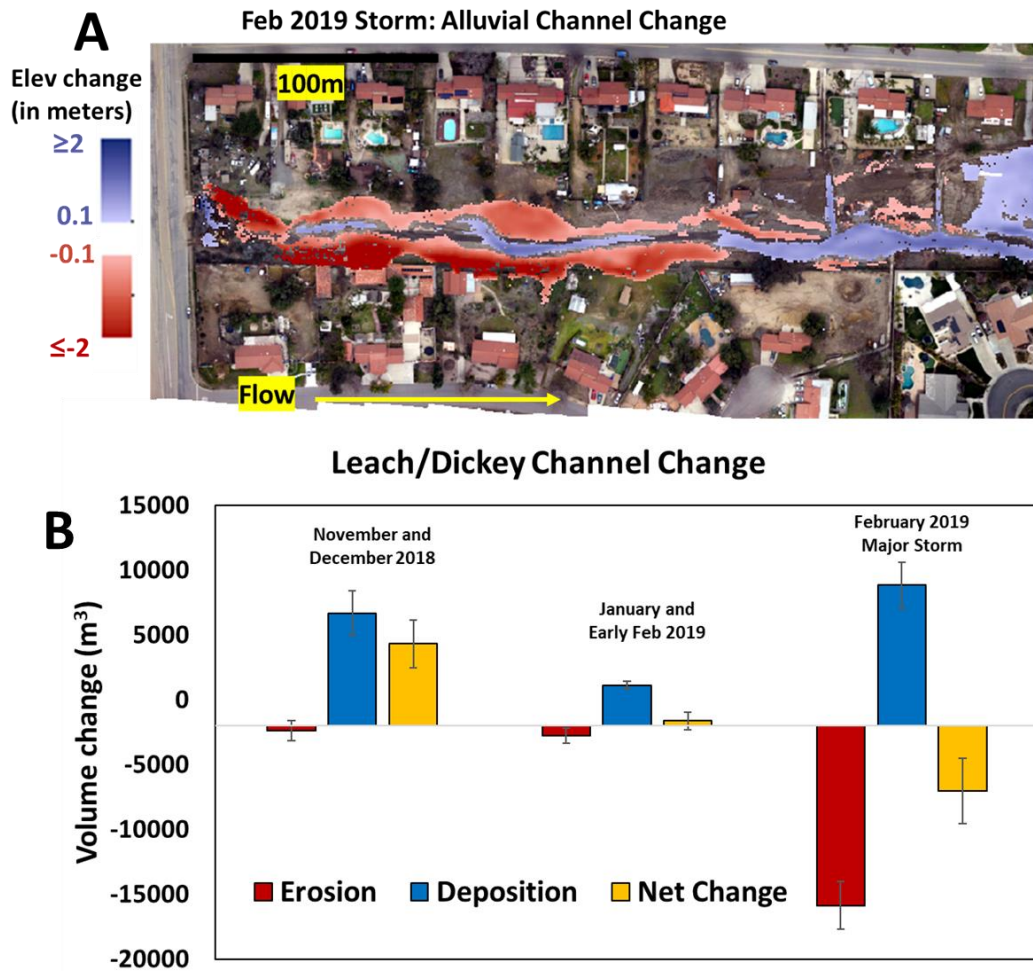 A
Feb 2019 Storm: Alluvial Channel Change
Elev change
(in meters)
≥2
0.1
-0.1
≤-2
100m
Flow
Leach/Dickey Channel Change
B
Volume change (m³)
15000
10000
5000
0
-5000
-10000
-15000
-20000
November and
December 2018
January and
Early Feb 2019
February 2019
Major Storm
Erosion
Deposition
Net Change